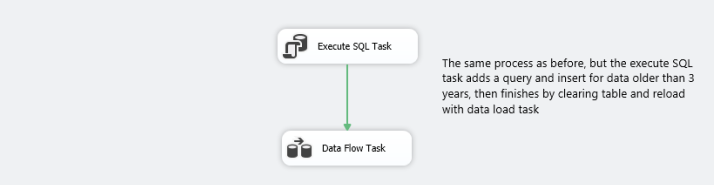 Execute SQL Task
The same process as before, but the execute SQL
task adds a query and insert for data older than 3
years, then finishes by clearing table and reload
with data load task
Data Flow Task